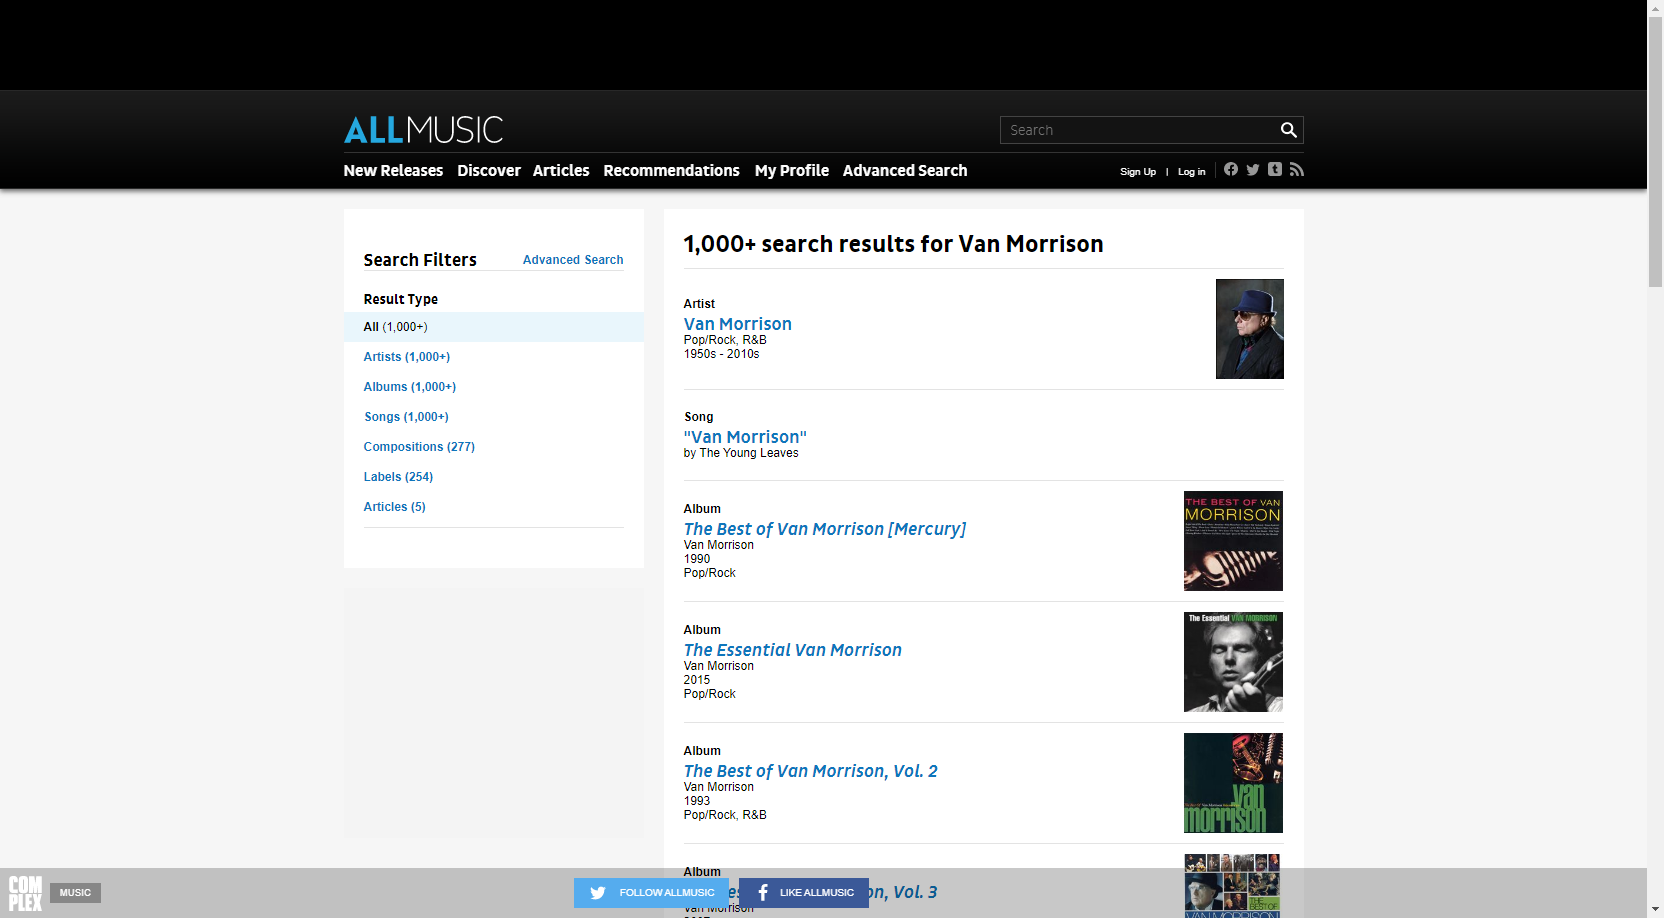 ALLMUSIC
Search
New Releases Discover Articles Recommendations My Profile Advanced Search
Sign Up | Log in
Search Filters
Advanced Search
Result Type
All (1,000+)
Artists (1,000+)
Albums (1,000+)
Songs (1,000+)
Compositions (277)
Labels (254)
Articles (5)
1,000+ search results for Van Morrison
Artist
Van Morrison
Pop/Rock, R&B
1950s - 2010s
Song
"Van Morrison"
by The Young Leaves
Album
The Best of Van Morrison [Mercury]
Van Morrison
1990
Pop/Rock
THE BEST OF VAN
MORRISON
Album
The Essential Van Morrison
Van Morrison
2015
Pop/Rock
The Essential VAN MORRISON
Album
The Best of Van Morrison, Vol. 2
Van Morrison
1993
Pop/Rock, R&B
van
morrison
Album
Vol. 3
Van Morrison
THE BEST OF
VAN MORRISON
COMPLEX
MUSIC
FOLLOW ALLMUSIC
LIKE ALLMUSIC